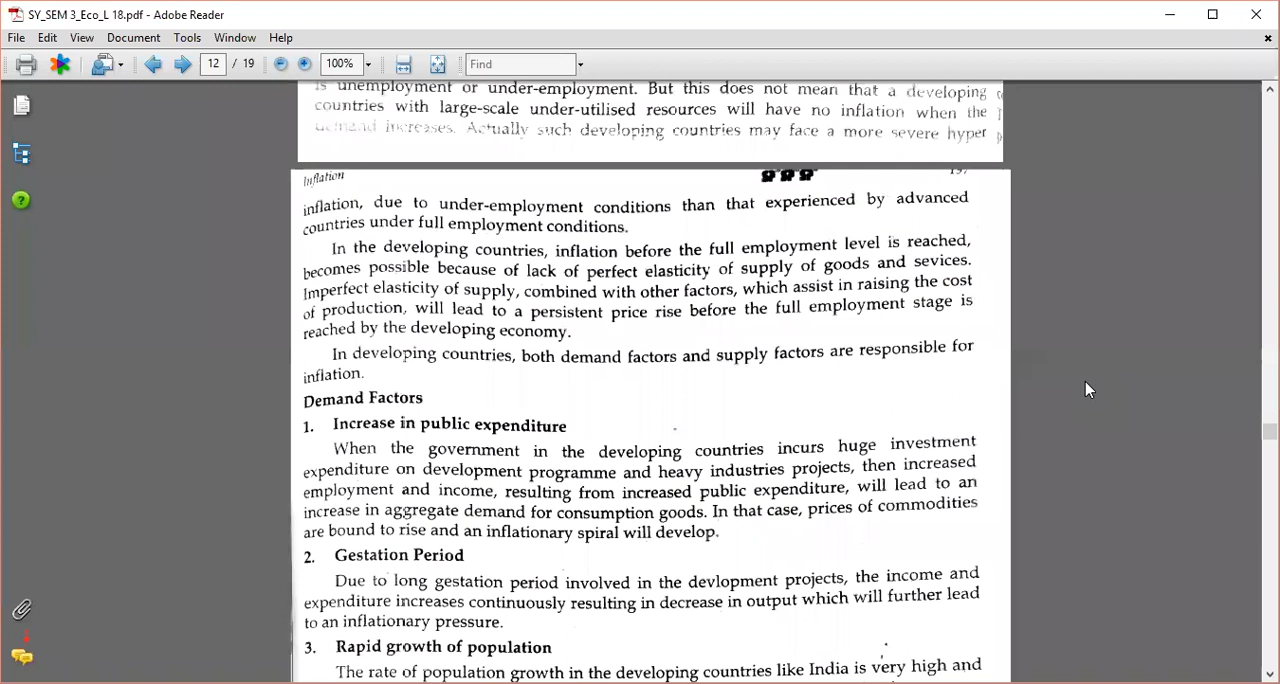 SY_SEM 3_Eco_L 18.pdf - Adobe Reader
File Edit View Document Tools Window Help
12 / 19 100% Find
is unemployment or under-employment. But this does not mean that a developing
countries with large-scale under-utilised resources will have no inflation when the
demand increases. Actually such developing countries may face a more severe hyper
Inflation 197
inflation, due to under-employment conditions than that experienced by advanced
countries under full employment conditions.
In the developing countries, inflation before the full employment level is reached,
becomes possible because of lack of perfect elasticity of supply of goods and sevices.
Imperfect elasticity of supply, combined with other factors, which assist in raising the cost
of production, will lead to a persistent price rise before the full employment stage is
reached by the developing economy.
In developing countries, both demand factors and supply factors are responsible for
inflation.
Demand Factors
1. Increase in public expenditure
When the government in the developing countries incurs huge investment
expenditure on development programme and heavy industries projects, then increased
employment and income, resulting from increased public expenditure, will lead to an
increase in aggregate demand for consumption goods. In that case, prices of commodities
are bound to rise and an inflationary spiral will develop.
2. Gestation Period
Due to long gestation period involved in the devlopment projects, the income and
expenditure increases continuously resulting in decrease in output which will further lead
to an inflationary pressure.
3. Rapid growth of population
The rate of population growth in the developing countries like India is very high and